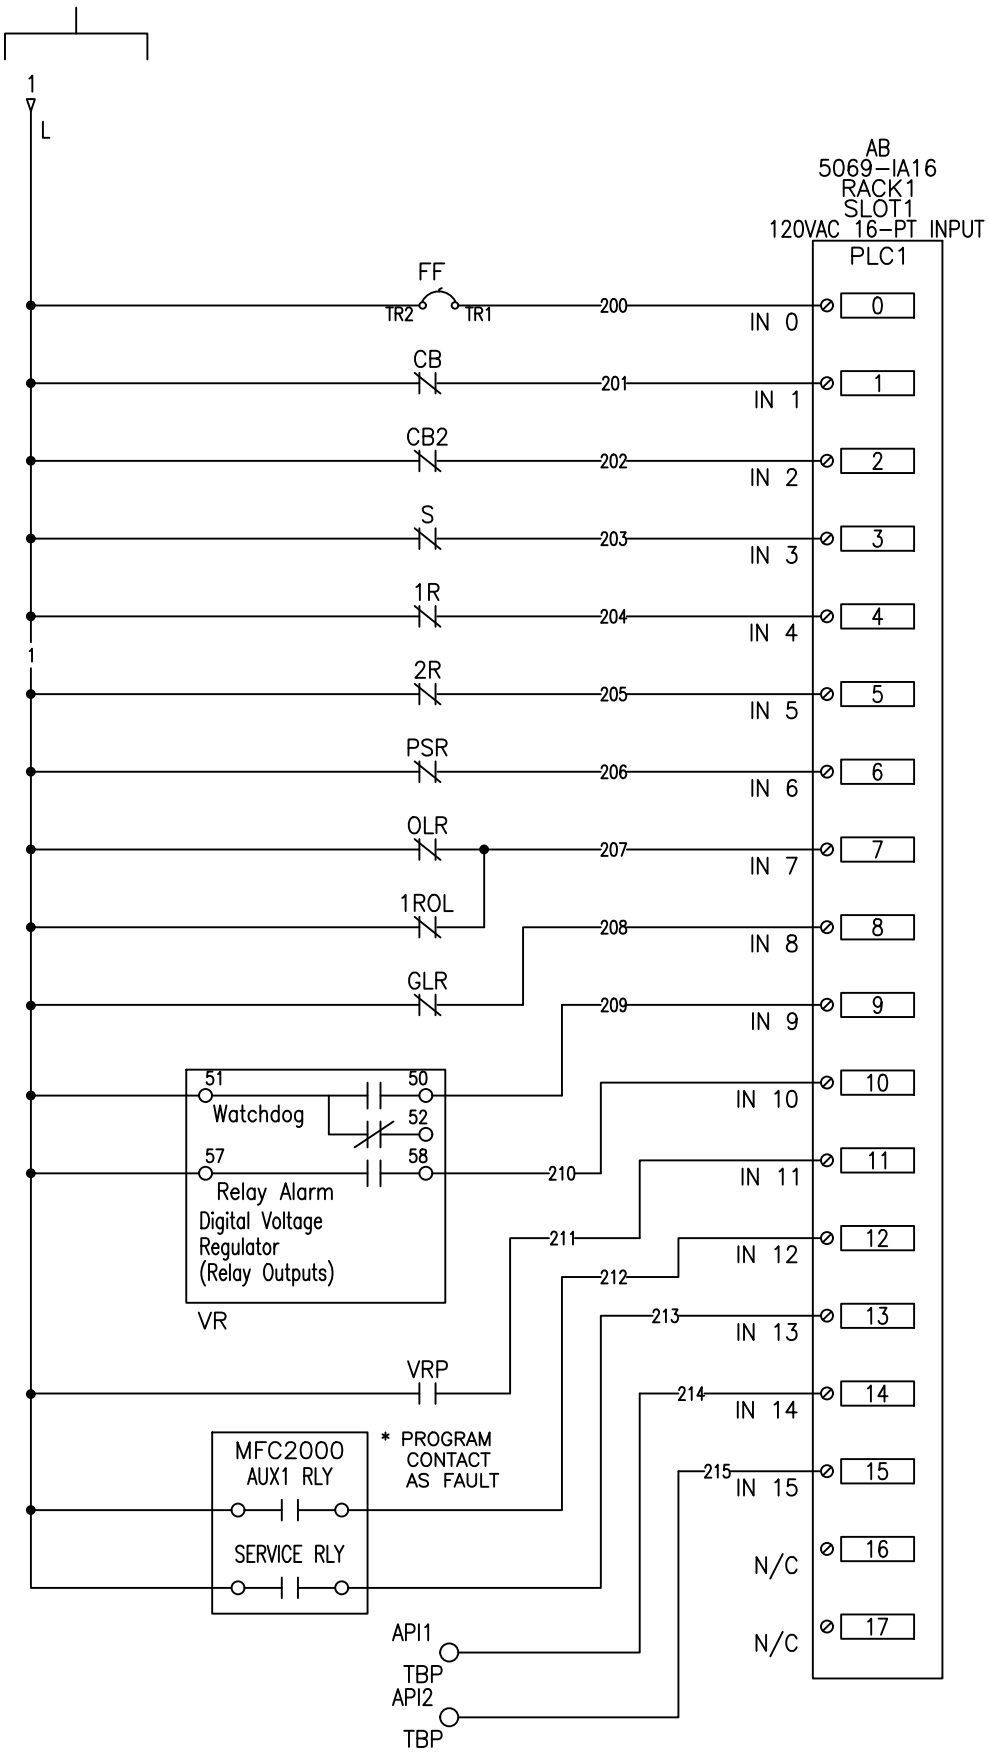 1
L
AB
5069-IA16
RACK1
SLOT1
120VAC 16-PT INPUT
PLC1
FF
TR2
TR1
200
IN 0
0
CB
201
IN 1
1
CB2
202
IN 2
2
S
203
IN 3
3
1R
204
IN 4
4
1
2R
205
IN 5
5
PSR
206
IN 6
6
OLR
207
IN 7
7
1ROL
208
IN 8
8
GLR
209
IN 9
9
51
50
Watchdog
52
57
58
Relay Alarm
Digital Voltage
Regulator
(Relay Outputs)
VR
IN 10
10
210
IN 11
11
211
IN 12
12
212
213
IN 13
13
VRP
214
IN 14
14
* PROGRAM
CONTACT
AS FAULT
MFC2000
AUX1 RLY
SERVICE RLY
215
IN 15
15
N/C
16
N/C
17
API1
TBP
API2
TBP